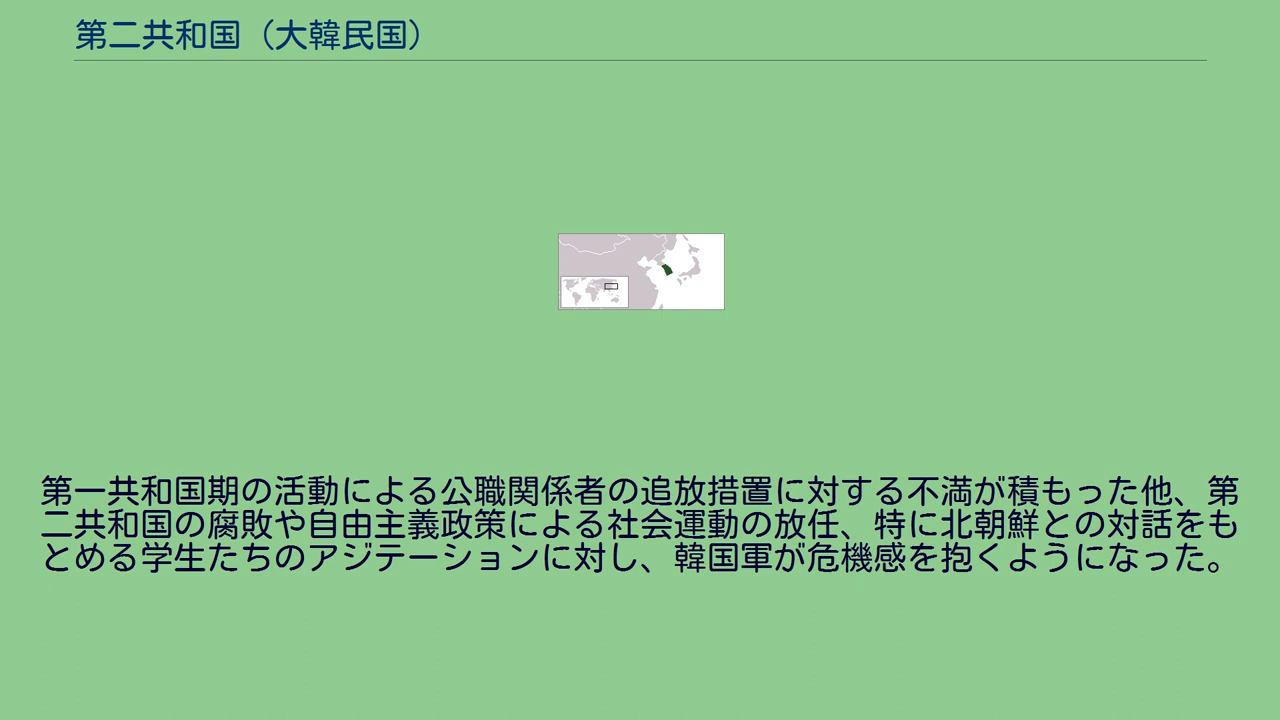 第二共和国（大韓民国）
第一共和国期の活動による公職関係者の追放措置に対する不満が積もった他、第
二共和国の腐敗や自由主義政策による社会運動の放任、特に北朝鮮との対話をも
とめる学生たちのアジテーションに対し、韓国軍が危機感を抱くようになった。